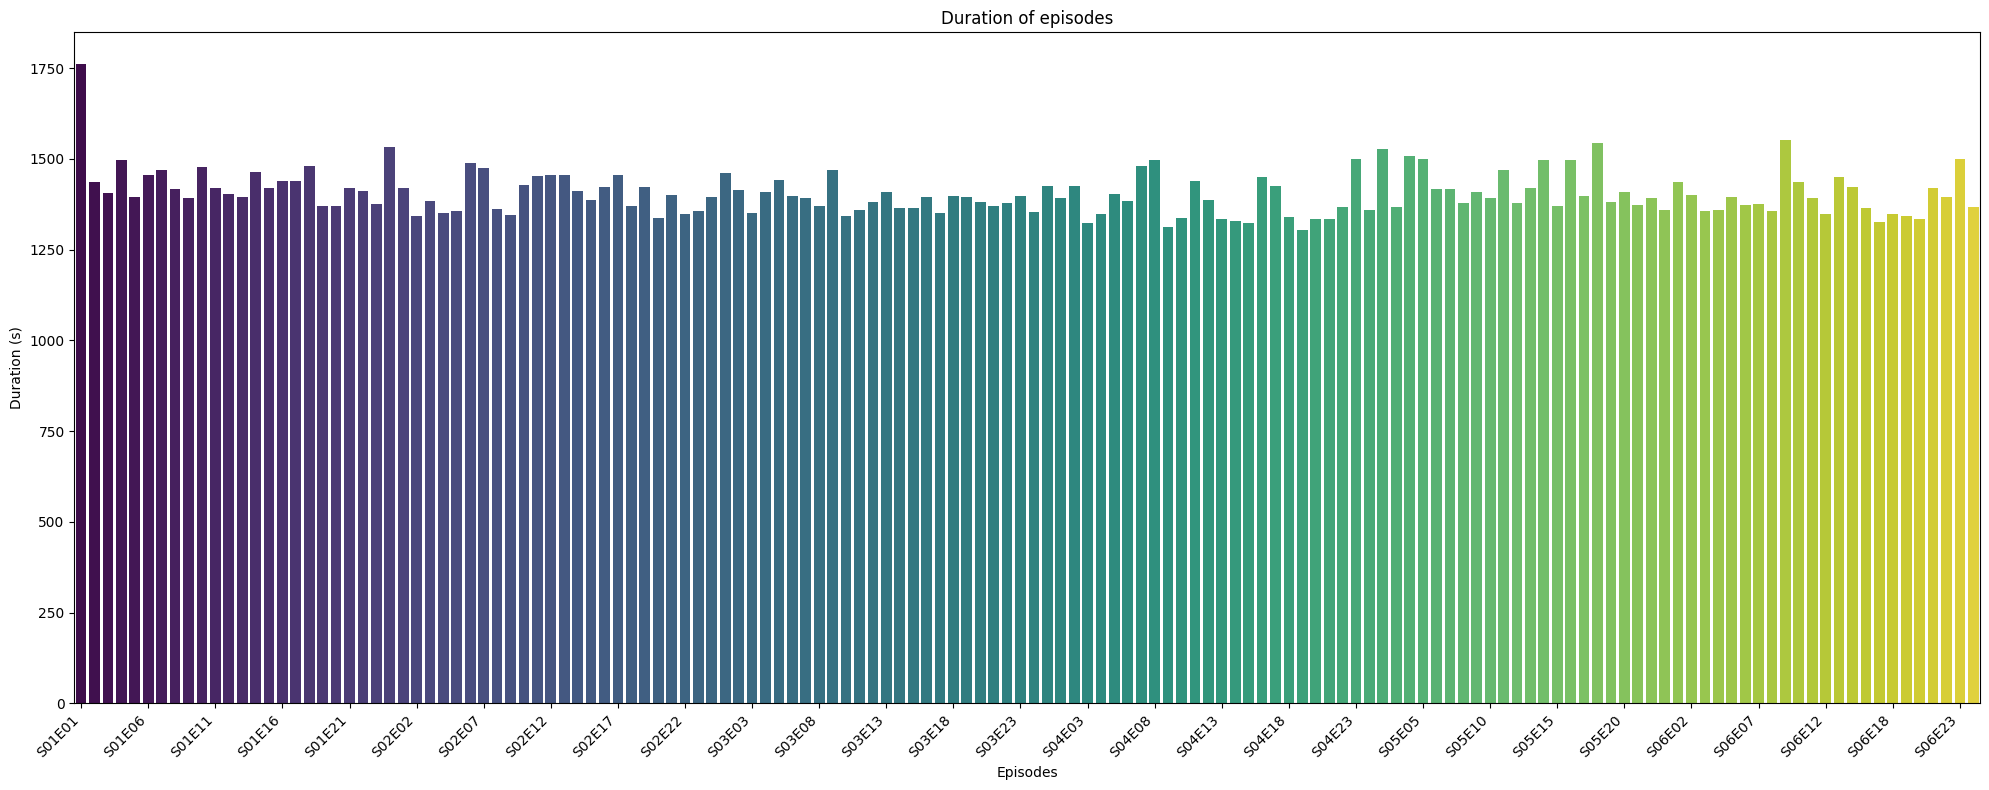 Duration of episodes
1750
1500
1250
1000
750
500
250
0
Duration (s)
S01E01
S01E06
S01E11
S01E16
S01E21
S02E02
S02E07
S02E12
S02E17
S02E22
S03E03
S03E08
S03E13
S03E18
S03E23
S04E03
S04E08
S04E13
S04E18
S04E23
S05E05
S05E10
S05E15
S05E20
S06E02
S06E07
S06E12
S06E18
S06E23
Episodes